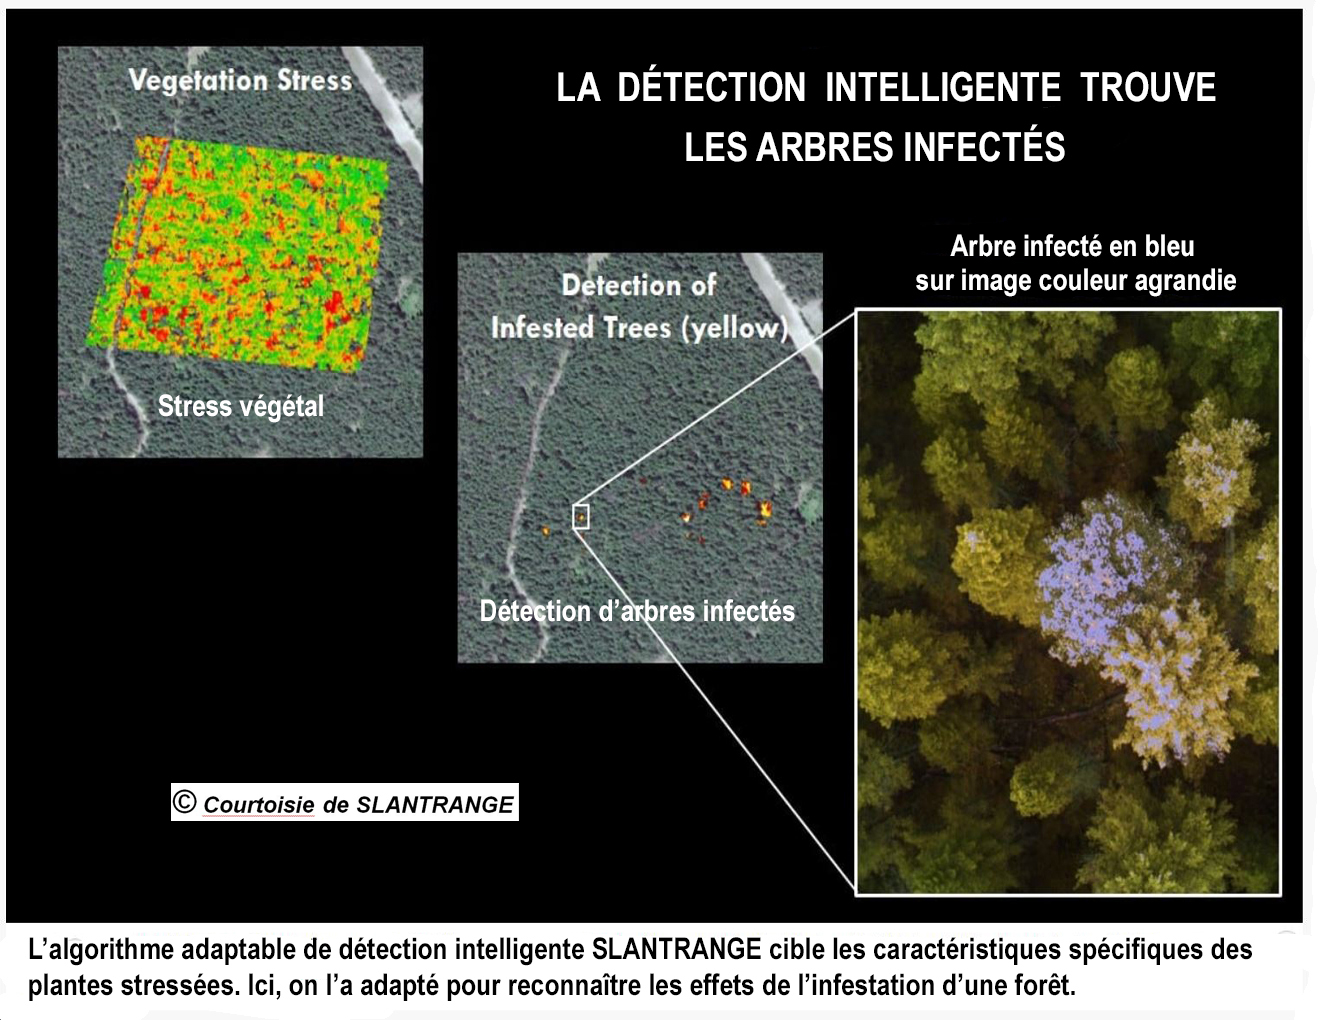 Vegetation Stress
Stress végétal
LA DÉTECTION INTELLIGENTE TROUVE
LES ARBRES INFECTÉS
Detection of
Infested Trees (yellow)
Détection d’arbres infectés
Arbre infecté en bleu
sur image couleur agrandie
© Courtoisie de SLANTRANGE
L’algorithme adaptable de détection intelligente SLANTRANGE cible les caractéristiques spécifiques des
plantes stressées. Ici, on l’a adapté pour reconnaître les effets de l’infestation d’une forêt.